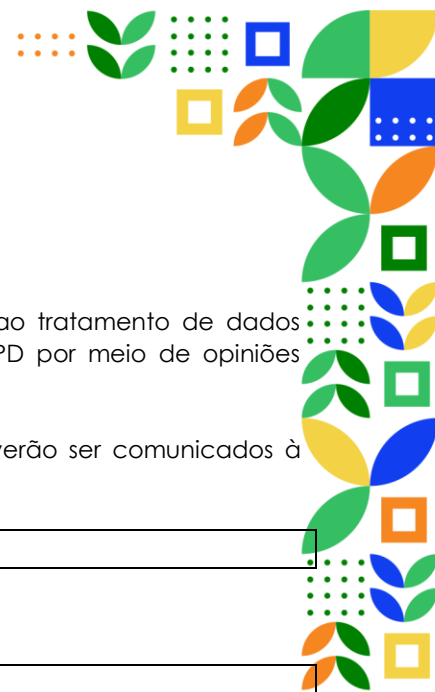 ao tratamento de dados
PD por meio de opiniões
verão ser comunicados à